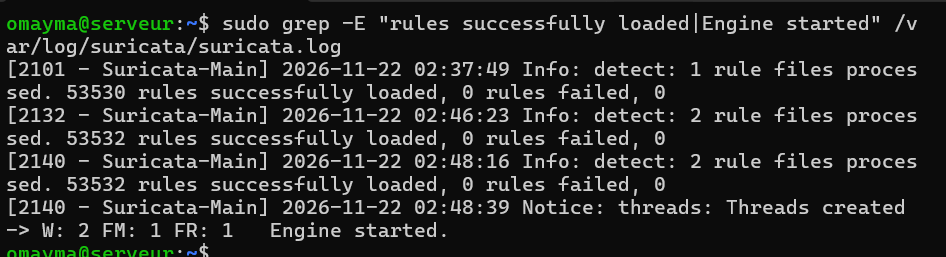 omayma@serveur:~$ sudo grep -E "rules successfully loaded|Engine started" /v
ar/log/suricata/suricata.log
[2101 - Suricata-Main] 2026-11-22 02:37:49 Info: detect: 1 rule files proces
sed. 53530 rules successfully loaded, 0 rules failed, 0
[2132 - Suricata-Main] 2026-11-22 02:46:23 Info: detect: 2 rule files proces
sed. 53532 rules successfully loaded, 0 rules failed, 0
[2140 - Suricata-Main] 2026-11-22 02:48:16 Info: detect: 2 rule files proces
sed. 53532 rules successfully loaded, 0 rules failed, 0
[2140 - Suricata-Main] 2026-11-22 02:48:39 Notice: threads: Threads created
-> W: 2 FM: 1 FR: 1   Engine started.
omayma@serveur:~$